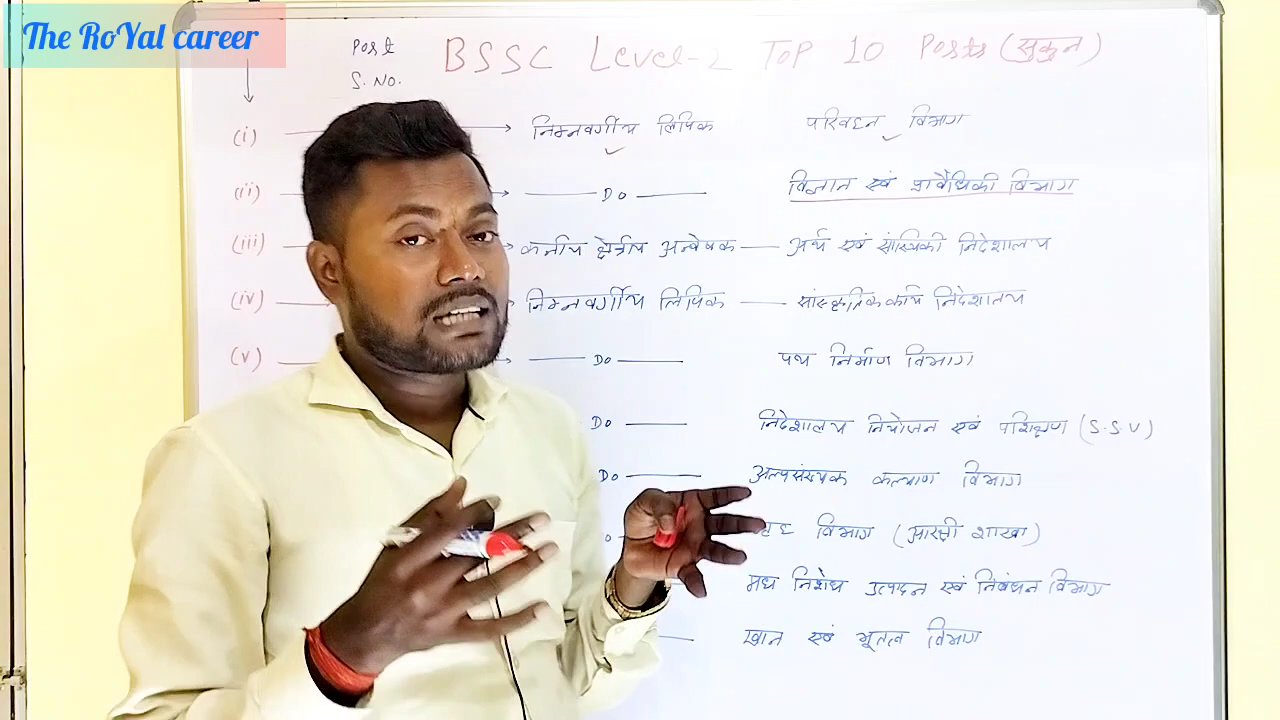 The RoYal career
Post BSSC Level-2 ToP 10 Posts (सुकुन)
S. No.
(i) निम्नवर्गीय लिपिक परिवहन विभाग
(ii) Do विज्ञान एवं प्रावैधिकी विभाग
(iii) कनीय क्षेत्रीय अन्वेषक — अर्थ एवं सांख्यिकी निदेशालय
(iv) निम्नवर्गीय लिपिक — सांस्कृतिक कार्य निदेशालय
(v) Do पथ निर्माण विभाग
Do निदेशालय नियोजन एवं प्रशिक्षण (S.S.V)
Do अल्पसंख्यक कल्याण विभाग
विभाग (आरक्षी शाखा)
मध निशेध उत्पादन एवं निबंधन विभाग
खान एवं भूतत्व विभाग